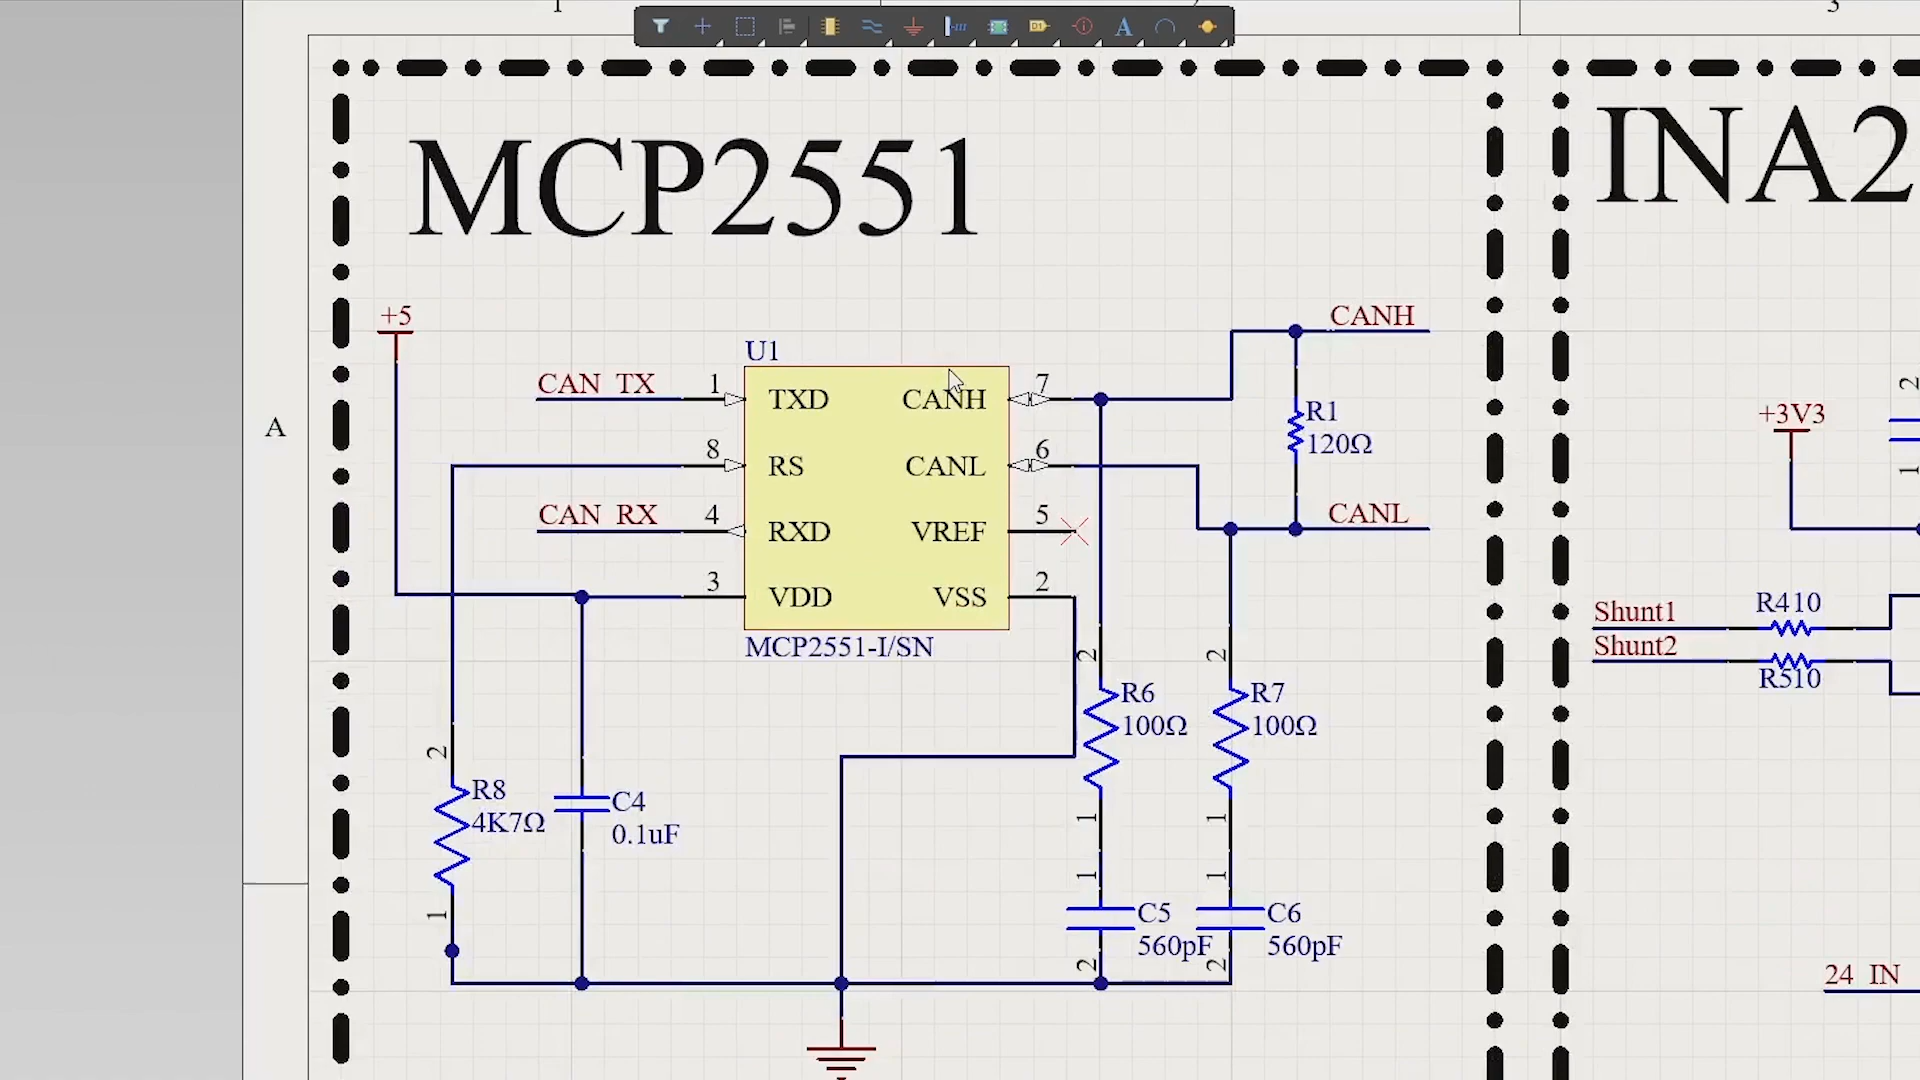 1
3
MCP2551
INA2
+5
U1
CANH
CAN TX
1
TXD
CANH
7
8
RS
CANL
6
R1
120Ω
CAN RX
4
RXD
VREF
5
CANL
3
VDD
VSS
2
MCP2551-I/SN
A
+3V3
2
1
Shunt1
R410
Shunt2
R510
2
2
R6
100Ω
R7
100Ω
2
R8
4K7Ω
C4
0.1uF
1
1
1
1
1
C5
560pF
C6
560pF
2
2
24 IN